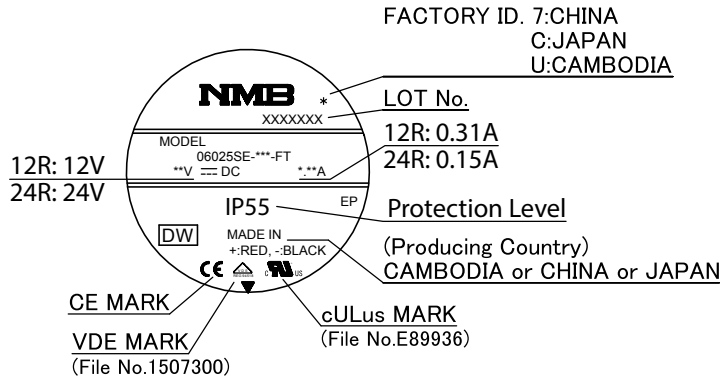 FACTORY ID. 7:CHINA
C:JAPAN
U:CAMBODIA
NMB
*
LOT No.
XXXXXXX
12R: 0.31A
24R: 0.15A
MODEL
06025SE-***-FT
**V ⎓ DC *.**A
12R: 12V
24R: 24V
IP55
EP
Protection Level
DW
MADE IN
+:RED, -:BLACK
(Producing Country)
CAMBODIA or CHINA or JAPAN
CE
c US
CE MARK
cULus MARK
(File No.E89936)
VDE MARK
(File No.1507300)